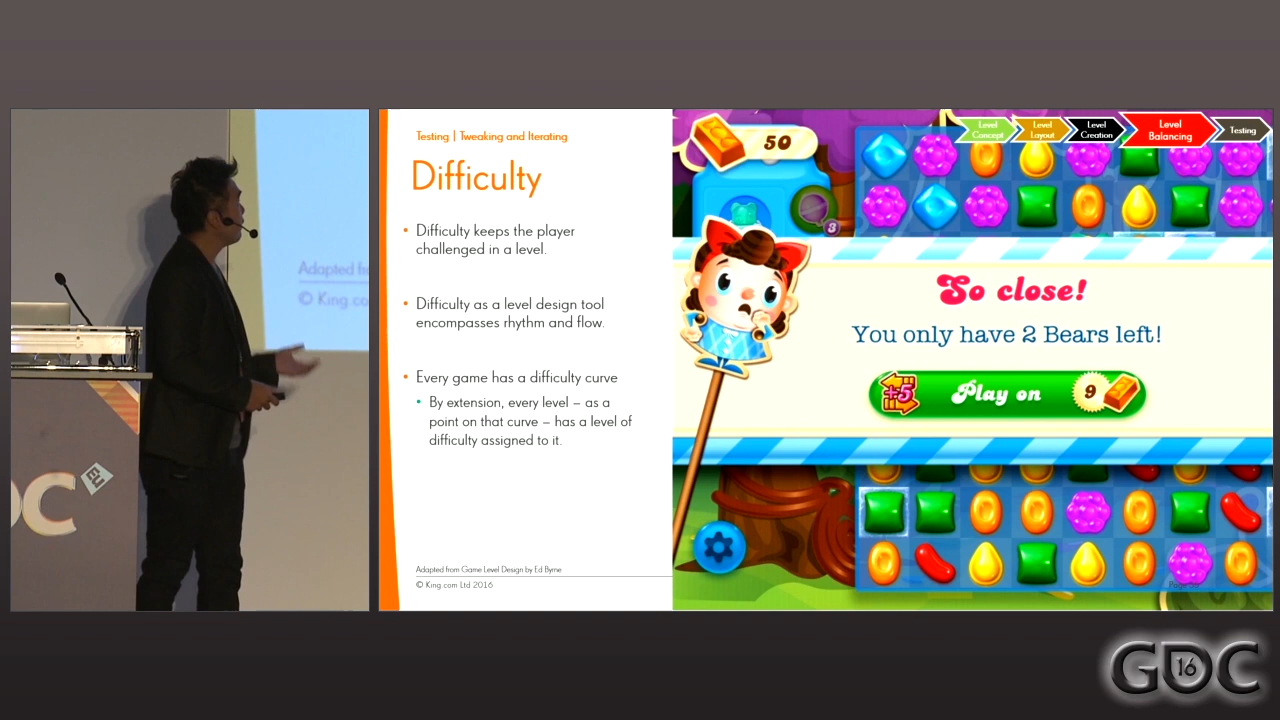 Testing | Tweaking and Iterating
Difficulty
• Difficulty keeps the player
challenged in a level.
• Difficulty as a level design tool
encompasses rhythm and flow.
• Every game has a difficulty curve
• By extension, every level – as a
point on that curve – has a level of
difficulty assigned to it.
Adapted from Game Level Design by Ed Byrne
© King.com Ltd 2016
50
3
Level
Concept
Level
Layout
Level
Creation
Level
Balancing
Testing
So close!
You only have 2 Bears left!
+5
Play on
9
Adapted
© King.co
GDC
16